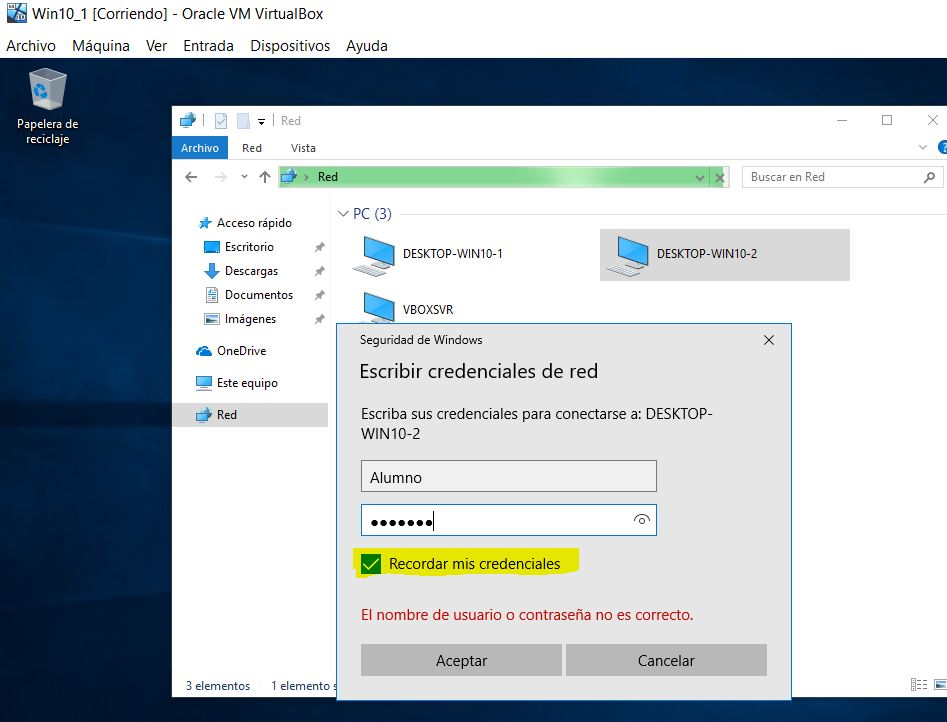 Win10_1 [Corriendo] - Oracle VM VirtualBox
Archivo Máquina Ver Entrada Dispositivos Ayuda
Papelera de
reciclaje
Red
Archivo Red Vista
Red
Buscar en Red
Acceso rápido
Escritorio
Descargas
Documentos
Imágenes
OneDrive
Este equipo
Red
PC (3)
DESKTOP-WIN10-1
DESKTOP-WIN10-2
VBOXSVR
Seguridad de Windows
Escribir credenciales de red
Escriba sus credenciales para conectarse a: DESKTOP-
WIN10-2
Alumno
•••••••
Recordar mis credenciales
El nombre de usuario o contraseña no es correcto.
Aceptar Cancelar
3 elementos 1 elemento s